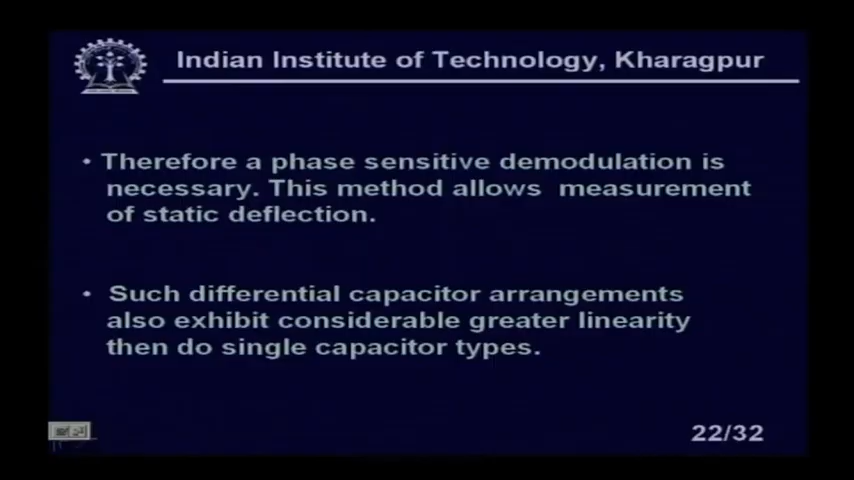 Indian Institute of Technology, Kharagpur
• Therefore a phase sensitive demodulation is
necessary. This method allows measurement
of static deflection.
• Such differential capacitor arrangements
also exhibit considerable greater linearity
then do single capacitor types.
22/32